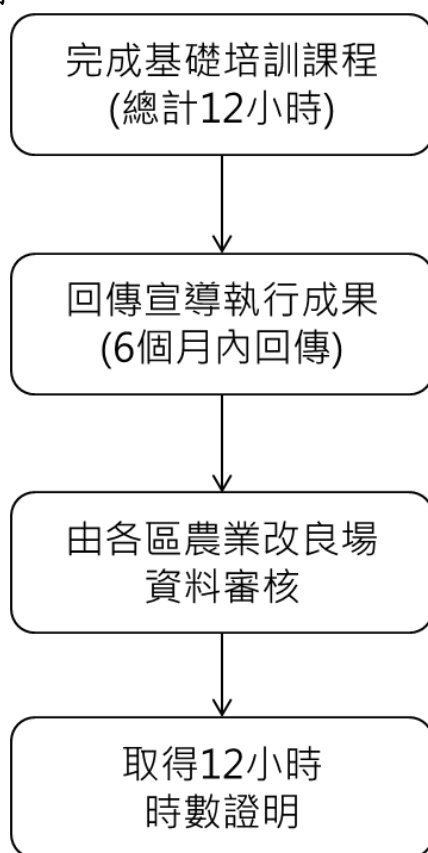 完成基礎培訓課程
(總計12小時)
回傳宣導執行成果
(6個月內回傳)
由各區農業改良場
資料審核
取得12小時
時數證明